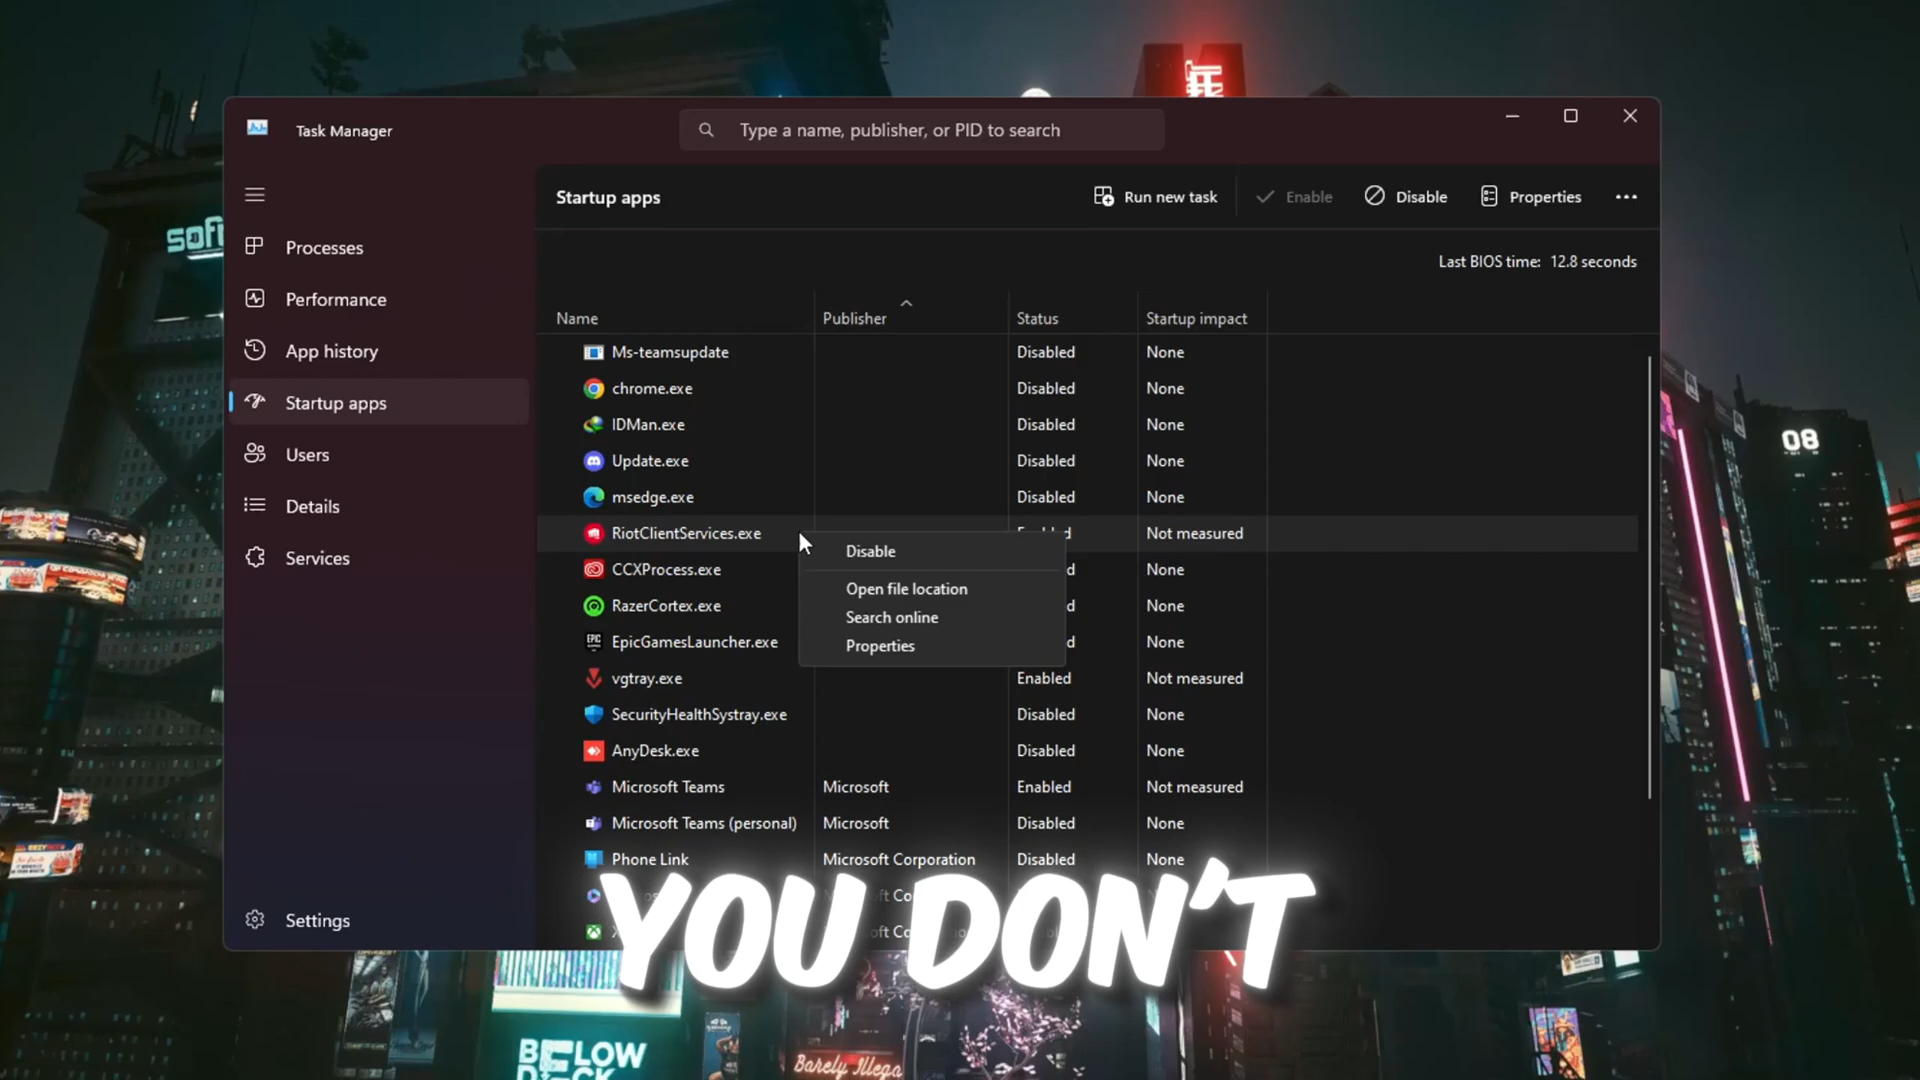 Task Manager
Type a name, publisher, or PID to search
Startup apps
Run new task
Enable
Disable
Properties
Processes
Performance
App history
Startup apps
Users
Details
Services
Settings
Last BIOS time: 12.8 seconds
Name Publisher Status Startup impact
Ms-teamsupdate Disabled None
chrome.exe Disabled None
IDMan.exe Disabled None
Update.exe Disabled None
msedge.exe Disabled None
RiotClientServices.exe Not measured
CCXProcess.exe None
RazerCortex.exe None
EpicGamesLauncher.exe None
Disable
Open file location
Search online
Properties
vgtray.exe Enabled Not measured
SecurityHealthSystray.exe Disabled None
AnyDesk.exe Disabled None
Microsoft Teams Microsoft Enabled Not measured
Microsoft Teams (personal) Microsoft Disabled None
Phone Link Microsoft Corporation Disabled None
YOU DON'T
08
BELOW
Barely Illega